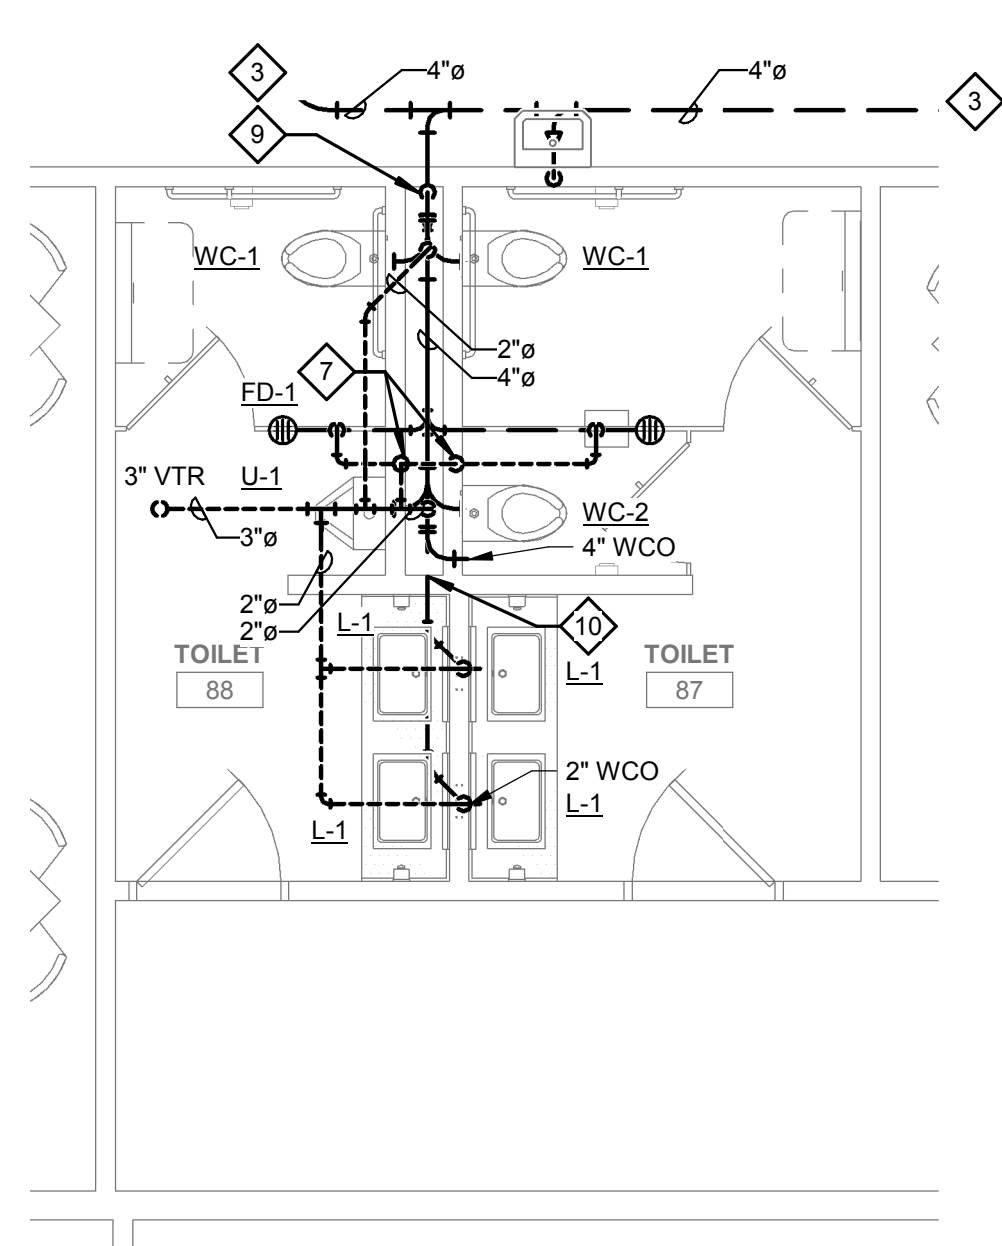 3
4"ø
4"ø
3
9
WC-1
WC-1
2"ø
4"ø
7
FD-1
3" VTR
U-1
WC-2
3"ø
4" WCO
2"ø
2"ø
L-1
10
TOILET
88
TOILET
87
L-1
2" WCO
L-1
L-1